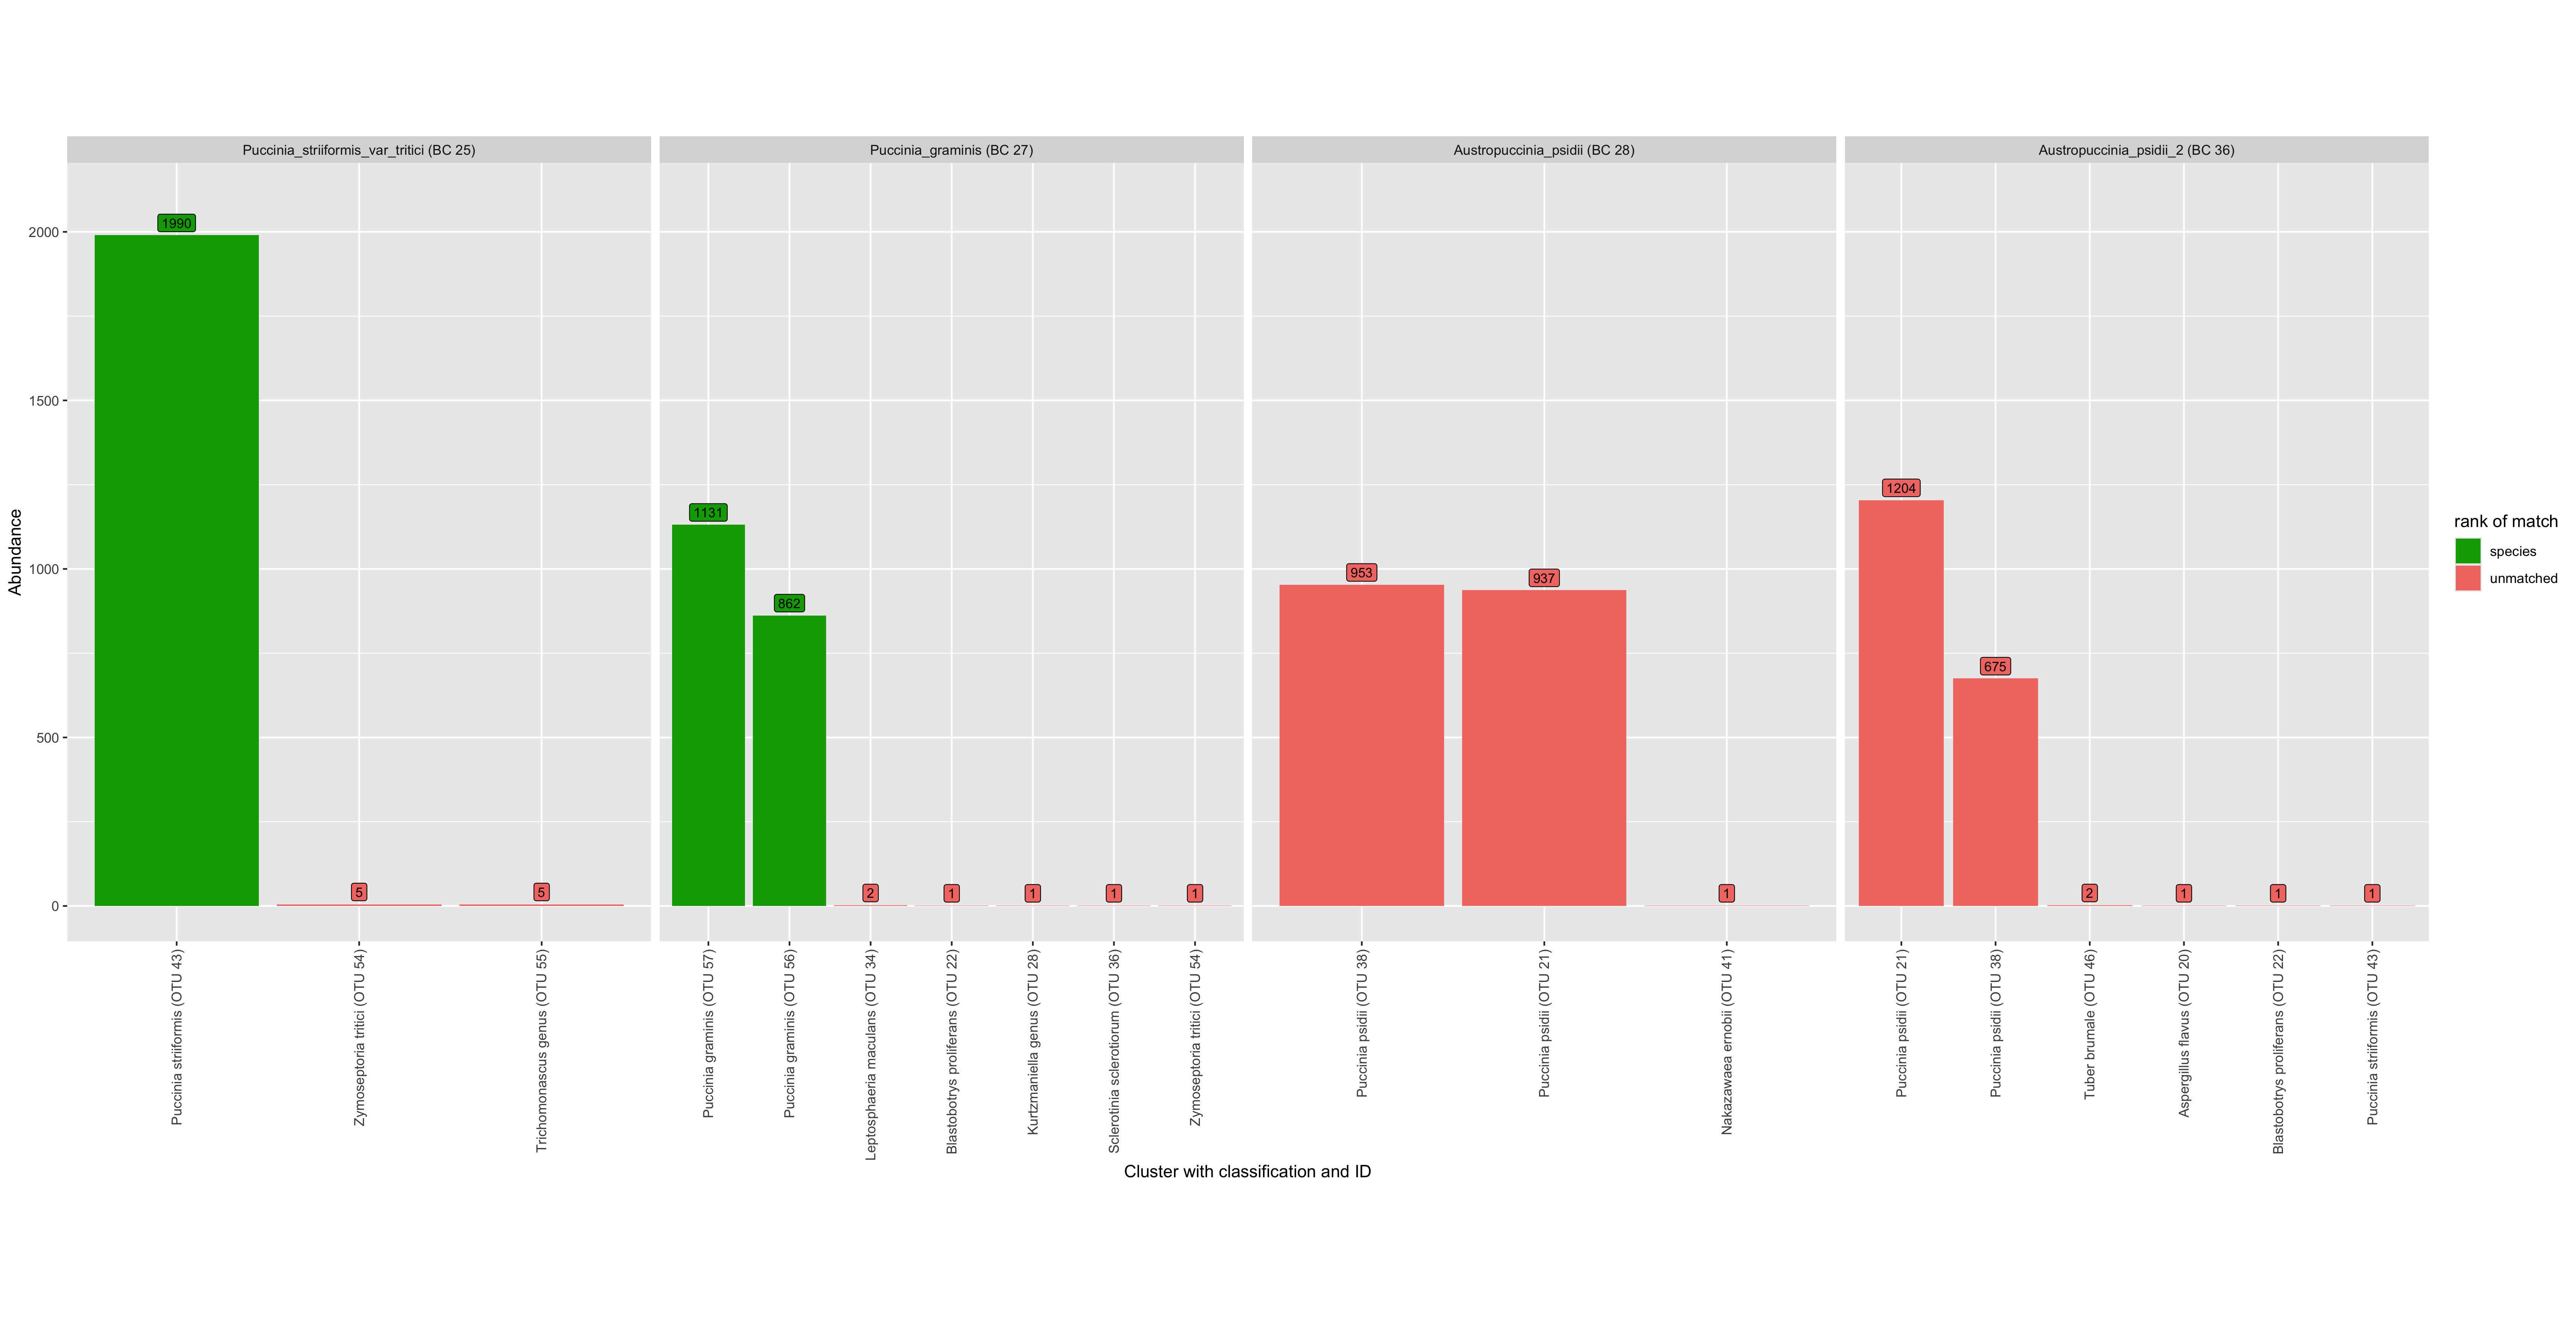 Puccinia_striiformis_var_tritici (BC 25)
Puccinia_graminis (BC 27)
Austropuccinia_psidii (BC 28)
Austropuccinia_psidii_2 (BC 36)
Abundance
2000
1500
1000
500
0
1990
5
5
1131
862
2
1
1
1
1
953
937
1
1204
675
2
1
1
1
Puccinia striiformis (OTU 43)
Zymoseptoria tritici (OTU 54)
Trichomonascus genus (OTU 55)
Puccinia graminis (OTU 57)
Puccinia graminis (OTU 56)
Leptosphaeria maculans (OTU 34)
Blastobotrys proliferans (OTU 22)
Kurtzmaniella genus (OTU 28)
Sclerotinia sclerotiorum (OTU 36)
Zymoseptoria tritici (OTU 54)
Puccinia psidii (OTU 38)
Puccinia psidii (OTU 21)
Nakazawaea ernobii (OTU 41)
Puccinia psidii (OTU 21)
Puccinia psidii (OTU 38)
Tuber brumale (OTU 46)
Aspergillus flavus (OTU 20)
Blastobotrys proliferans (OTU 22)
Puccinia striiformis (OTU 43)
Cluster with classification and ID
rank of match
species
unmatched